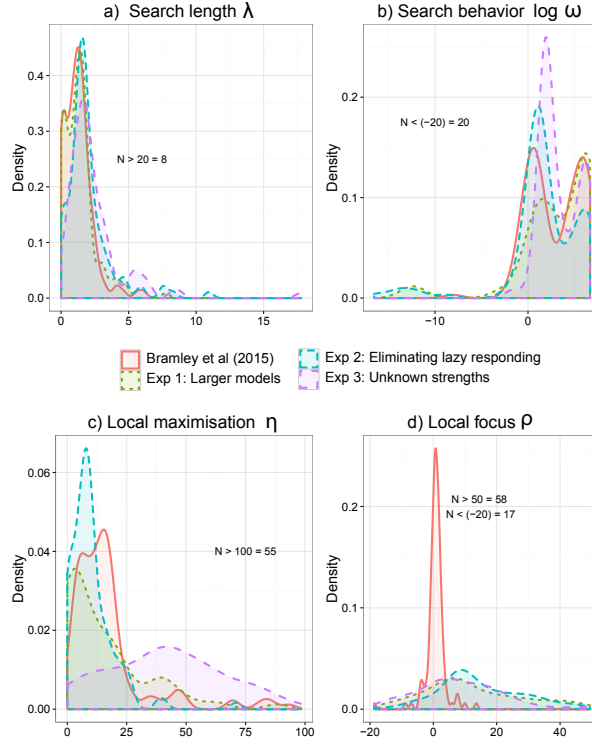 a) Search length λ
b) Search behavior log ω
Density
0.4
0.3
0.2
0.1
0.0
N > 20 = 8
0
5
10
15
Density
0.2
0.1
0.0
N < (−20) = 20
−10
0
Bramley et al (2015)
Exp 1: Larger models
Exp 2: Eliminating lazy responding
Exp 3: Unknown strengths
c) Local maximisation η
d) Local focus ρ
Density
0.06
0.04
0.02
0.00
N > 100 = 55
0
25
50
75
100
Density
0.2
0.1
0.0
N > 50 = 58
N < (−20) = 17
−20
0
20
40